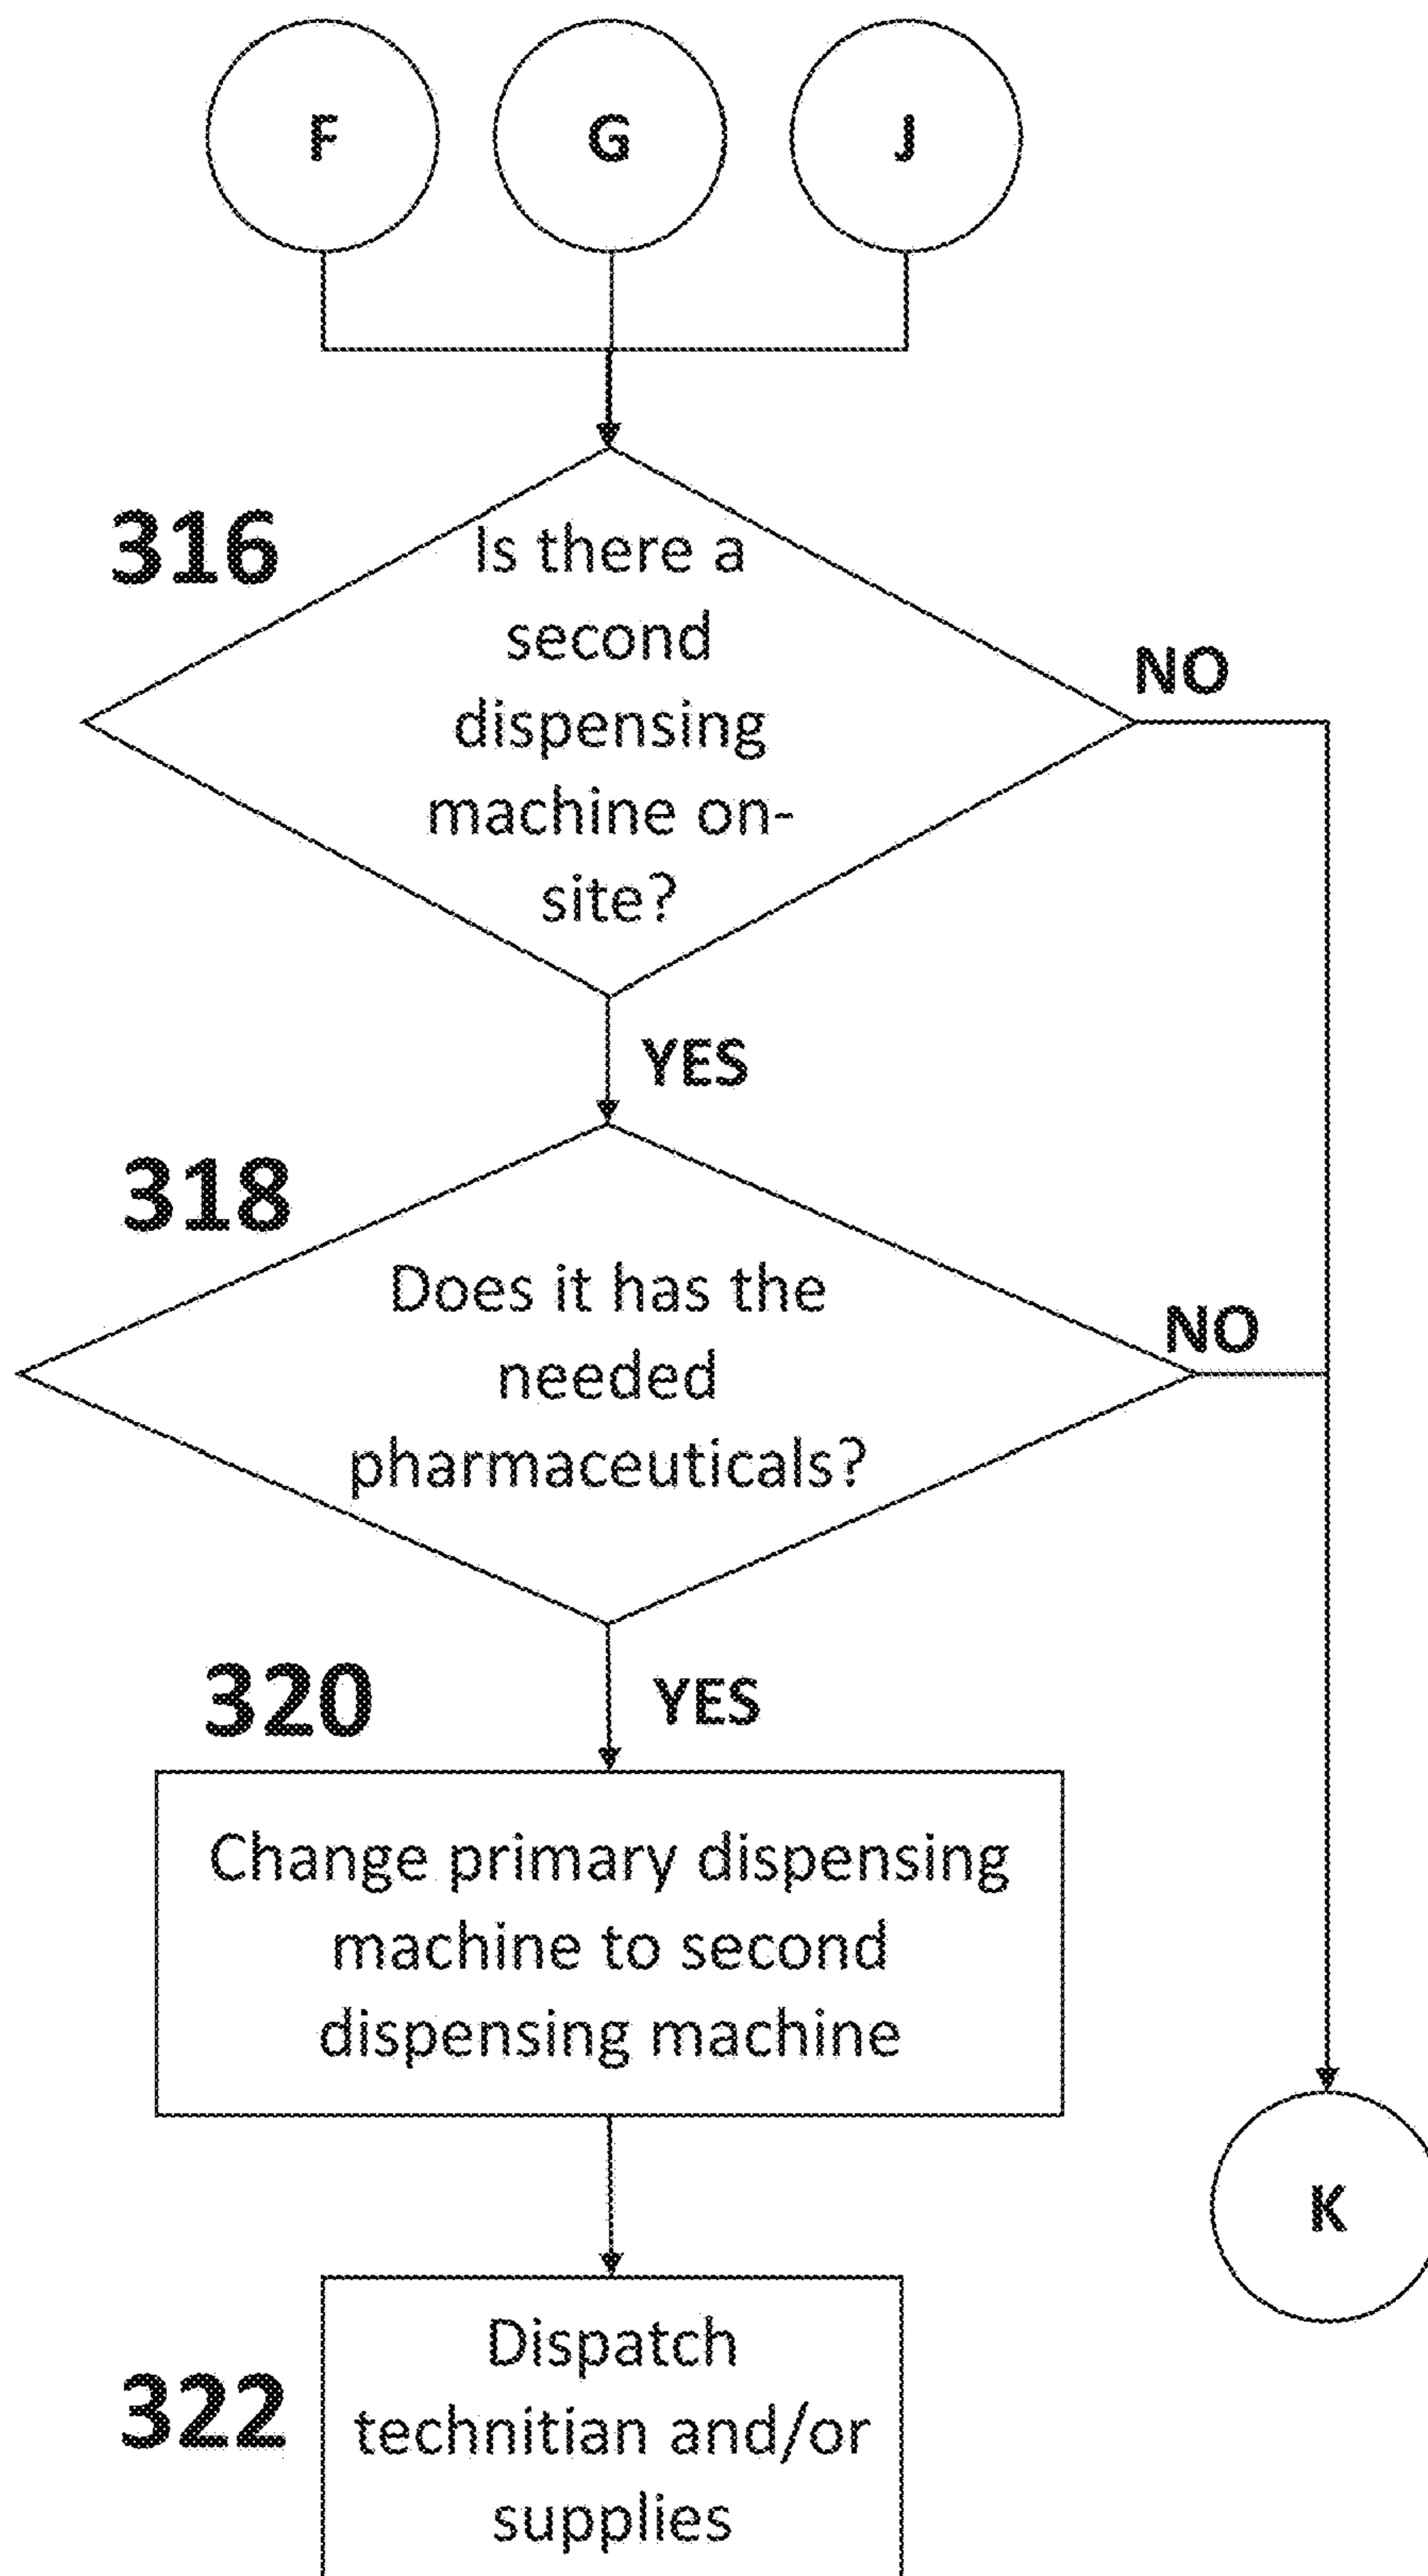 F
G
J
316
Is there a
second
dispensing
machine on-
site?
NO
YES
318
Does it has the
needed
pharmaceuticals?
NO
320
YES
Change primary dispensing
machine to second
dispensing machine
K
322
Dispatch
technitian and/or
supplies